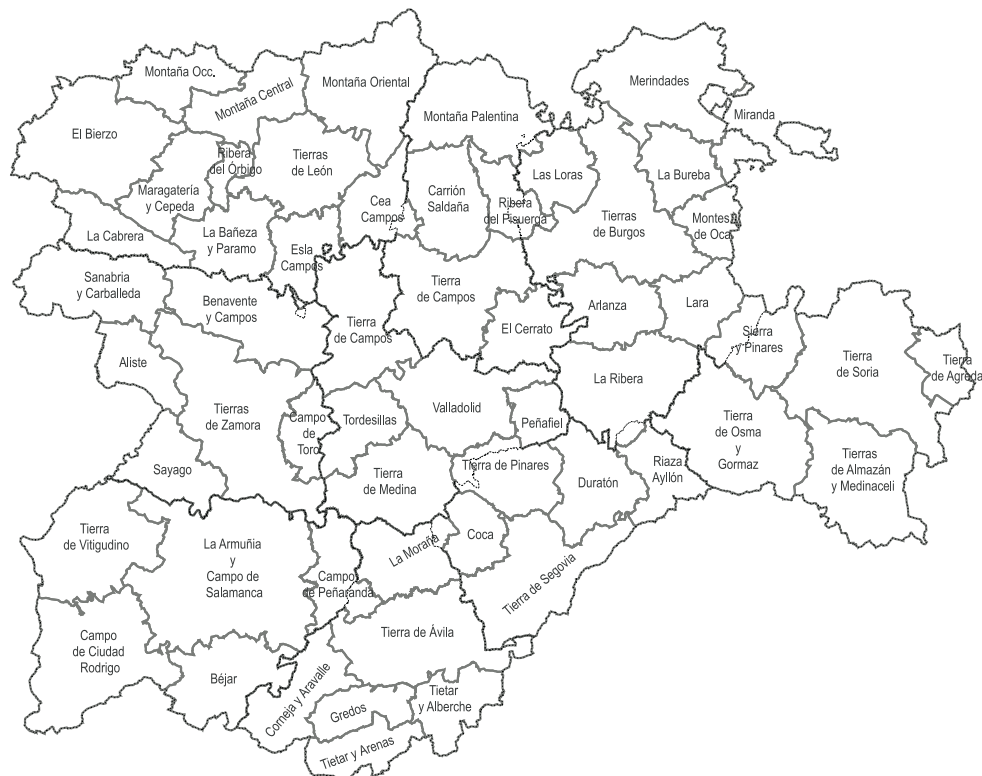 Montaña Occ.
Montaña Central
Montaña Oriental
Merindades
Montaña Palentina
Miranda
El Bierzo
Ribera
del Órbigo
Tierras
de León
Maragatería
y Cepeda
Cea
Campos
Carrión
Saldaña
Ribera
del Pisuerga
Las Loras
La Bureba
Tierras
de Burgos
Montes
de Oca
La Cabrera
La Bañeza
y Paramo
Esla
Campos
Sanabria
y Carballeda
Benavente
y Campos
Tierra
de Campos
Tierra
de Campos
El Cerrato
Arlanza
Lara
Sierra
y Pinares
Tierra
de Soria
Tierra
de Agreda
Aliste
Tierras
de Zamora
Campo
de
Toro
Tordesillas
Valladolid
Peñafiel
La Ribera
Tierra
de Osma
y
Gormaz
Tierras
de Almazán
y Medinaceli
Sayago
Tierra
de Medina
Tierra de Pinares
Duratón
Riaza
Ayllón
Tierra
de Vitigudino
La Armuñia
y
Campo de
Salamanca
Campo
de Peñaranda
La Moraña
Coca
Tierra de Segovia
Campo
de Ciudad
Rodrigo
Béjar
Corneja y Aravalle
Tierra de Ávila
Gredos
Tietar
y Alberche
Tietar y Arenas